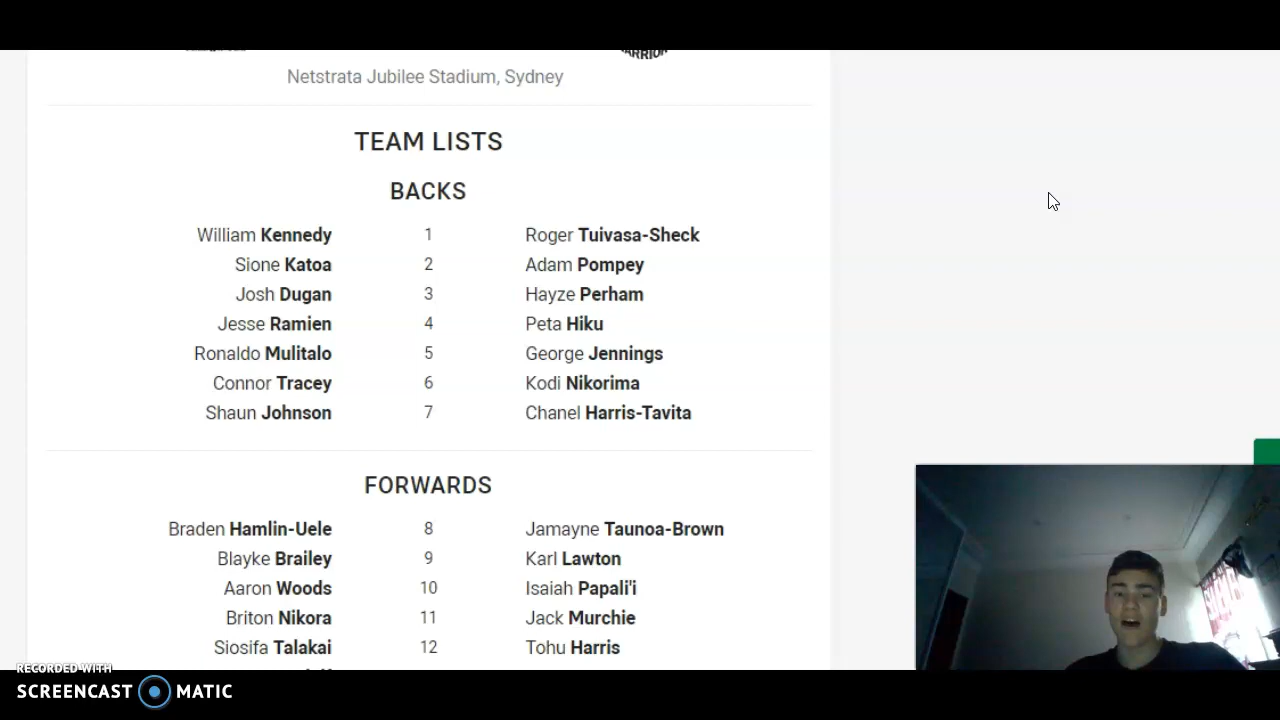 Netstrata Jubilee Stadium, Sydney
TEAM LISTS
BACKS
William Kennedy 1 Roger Tuivasa-Sheck
Sione Katoa 2 Adam Pompey
Josh Dugan 3 Hayze Perham
Jesse Ramien 4 Peta Hiku
Ronaldo Mulitalo 5 George Jennings
Connor Tracey 6 Kodi Nikorima
Shaun Johnson 7 Chanel Harris-Tavita
FORWARDS
Braden Hamlin-Uele 8 Jamayne Taunoa-Brown
Blayke Brailey 9 Karl Lawton
Aaron Woods 10 Isaiah Papali'i
Briton Nikora 11 Jack Murchie
Siosifa Talakai 12 Tohu Harris
RECORDED WITH
SCREENCAST MATIC